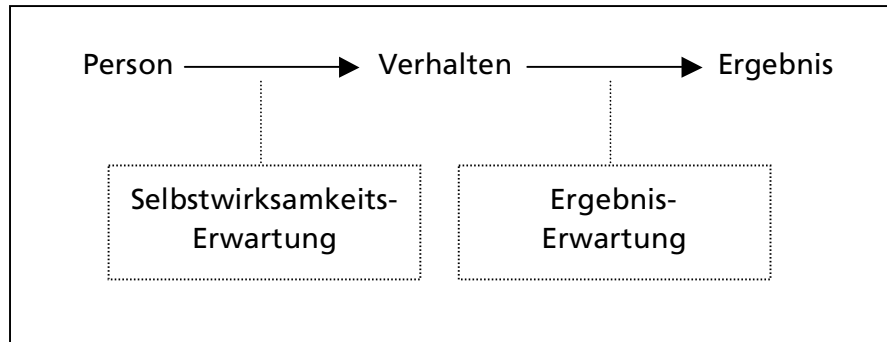 Person Verhalten Ergebnis
Selbstwirksamkeits-
Erwartung
Ergebnis-
Erwartung